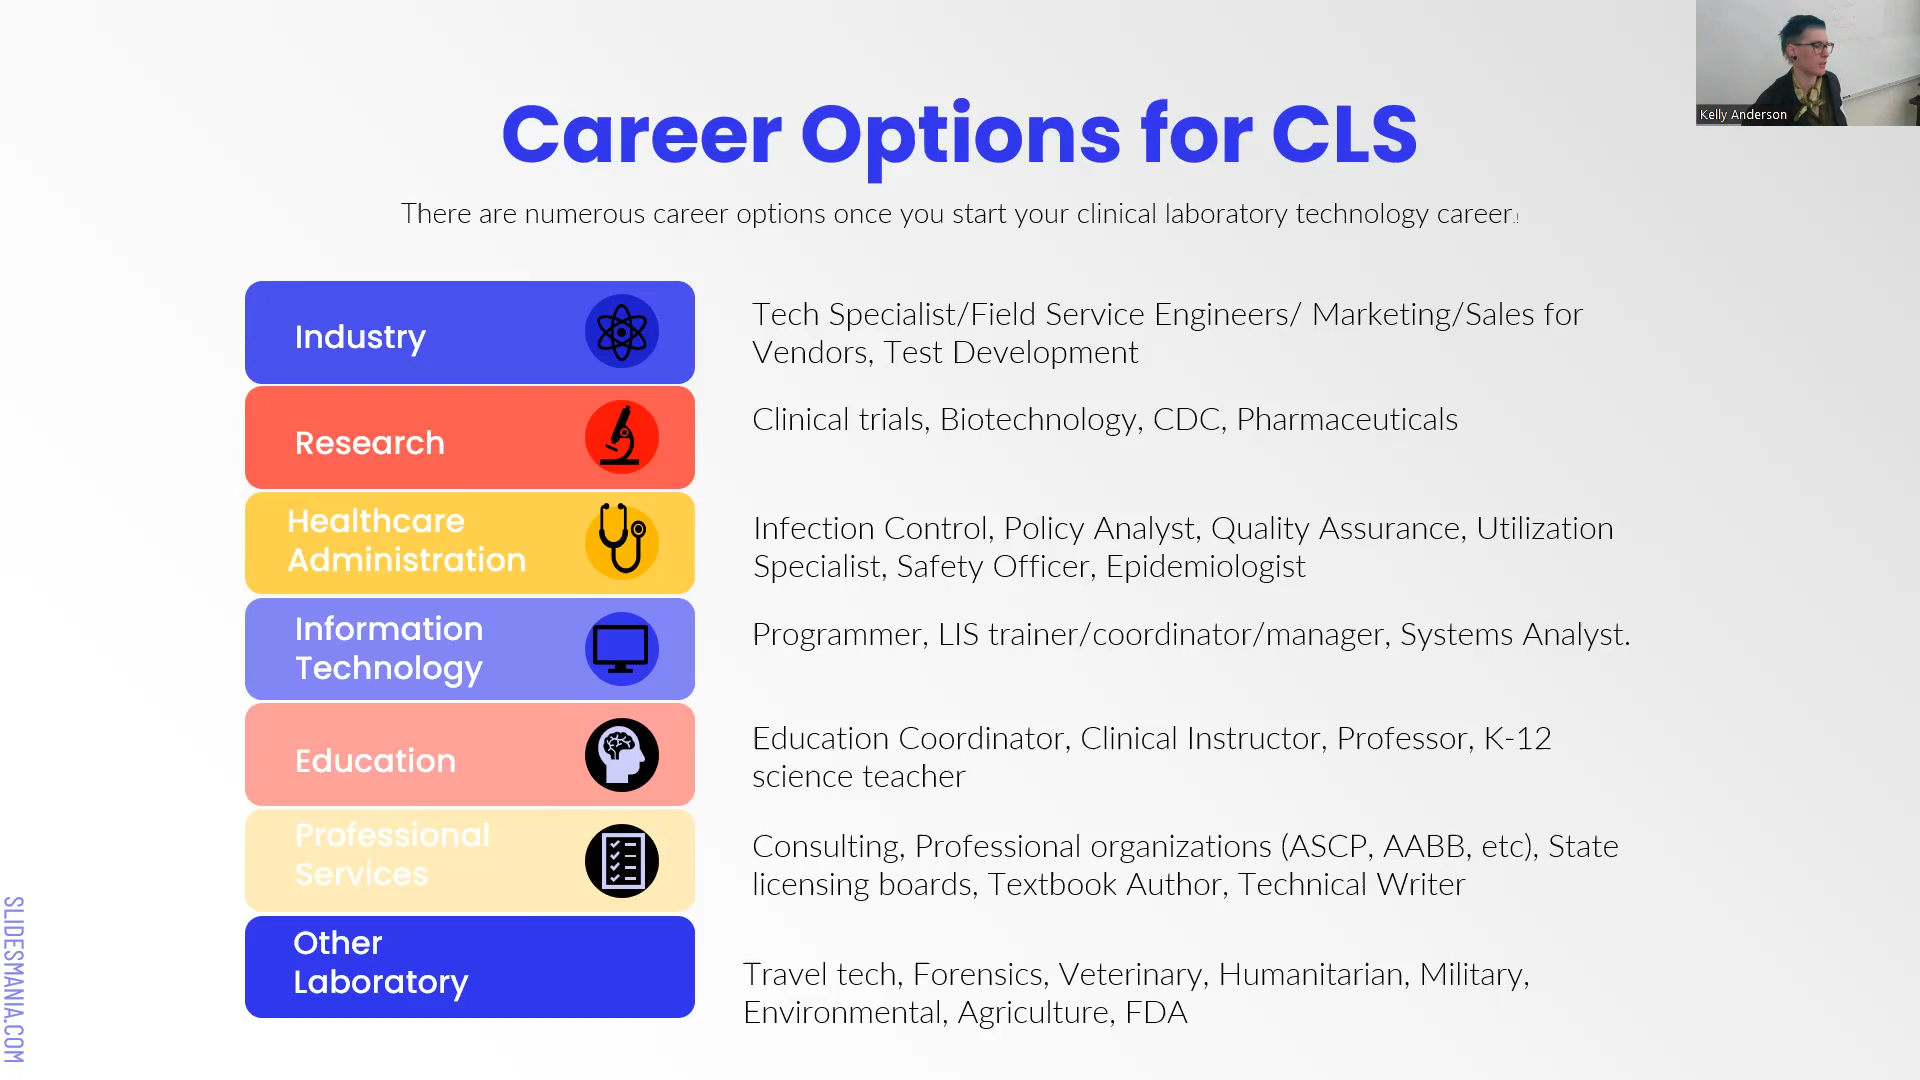 Kelly Anderson
Career Options for CLS
There are numerous career options once you start your clinical laboratory technology career.!
Industry
Tech Specialist/Field Service Engineers/ Marketing/Sales for
Vendors, Test Development
Research
Clinical trials, Biotechnology, CDC, Pharmaceuticals
Healthcare
Administration
Infection Control, Policy Analyst, Quality Assurance, Utilization
Specialist, Safety Officer, Epidemiologist
Information
Technology
Programmer, LIS trainer/coordinator/manager, Systems Analyst.
Education
Education Coordinator, Clinical Instructor, Professor, K-12
science teacher
Professional
Services
Consulting, Professional organizations (ASCP, AABB, etc), State
licensing boards, Textbook Author, Technical Writer
Other
Laboratory
Travel tech, Forensics, Veterinary, Humanitarian, Military,
Environmental, Agriculture, FDA
SLIDESMANIA.COM